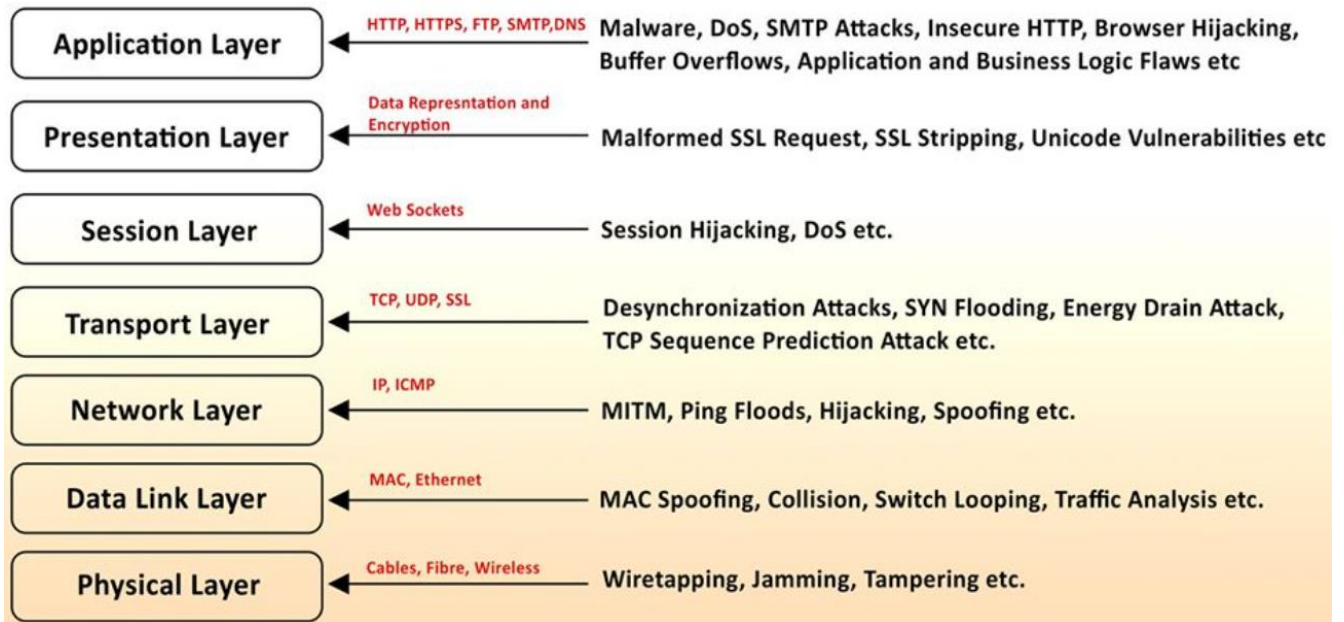 Application Layer
HTTP, HTTPS, FTP, SMTP,DNS
Malware, DoS, SMTP Attacks, Insecure HTTP, Browser Hijacking,
Buffer Overflows, Application and Business Logic Flaws etc
Presentation Layer
Data Represntation and
Encryption
Malformed SSL Request, SSL Stripping, Unicode Vulnerabilities etc
Session Layer
Web Sockets
Session Hijacking, DoS etc.
Transport Layer
TCP, UDP, SSL
Desynchronization Attacks, SYN Flooding, Energy Drain Attack,
TCP Sequence Prediction Attack etc.
Network Layer
IP, ICMP
MITM, Ping Floods, Hijacking, Spoofing etc.
Data Link Layer
MAC, Ethernet
MAC Spoofing, Collision, Switch Looping, Traffic Analysis etc.
Physical Layer
Cables, Fibre, Wireless
Wiretapping, Jamming, Tampering etc.